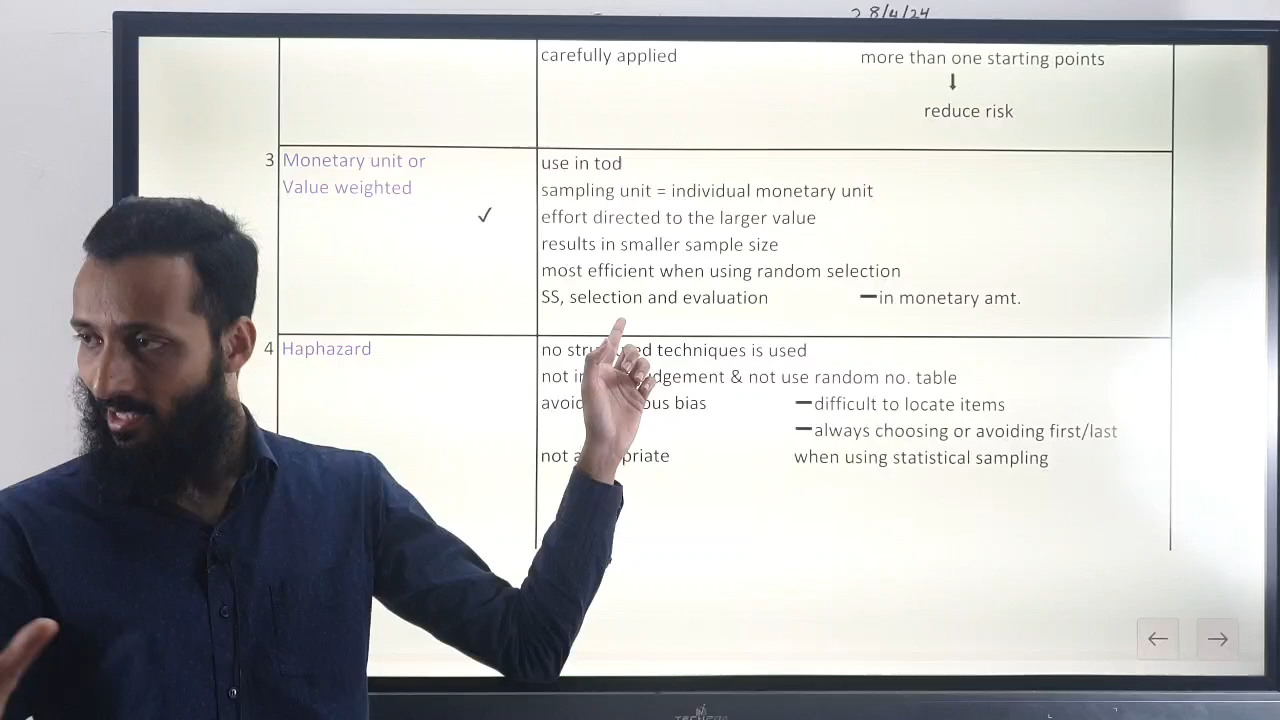 28/4/24
carefully applied more than one starting points
↓
reduce risk
3 Monetary unit or use in tod
Value weighted sampling unit = individual monetary unit
✓ effort directed to the larger value
results in smaller sample size
most efficient when using random selection
SS, selection and evaluation —in monetary amt.
4 Haphazard no techniques is used
not & not use random no. table
bias —difficult to locate items
—always choosing or avoiding first/last
not when using statistical sampling
← →